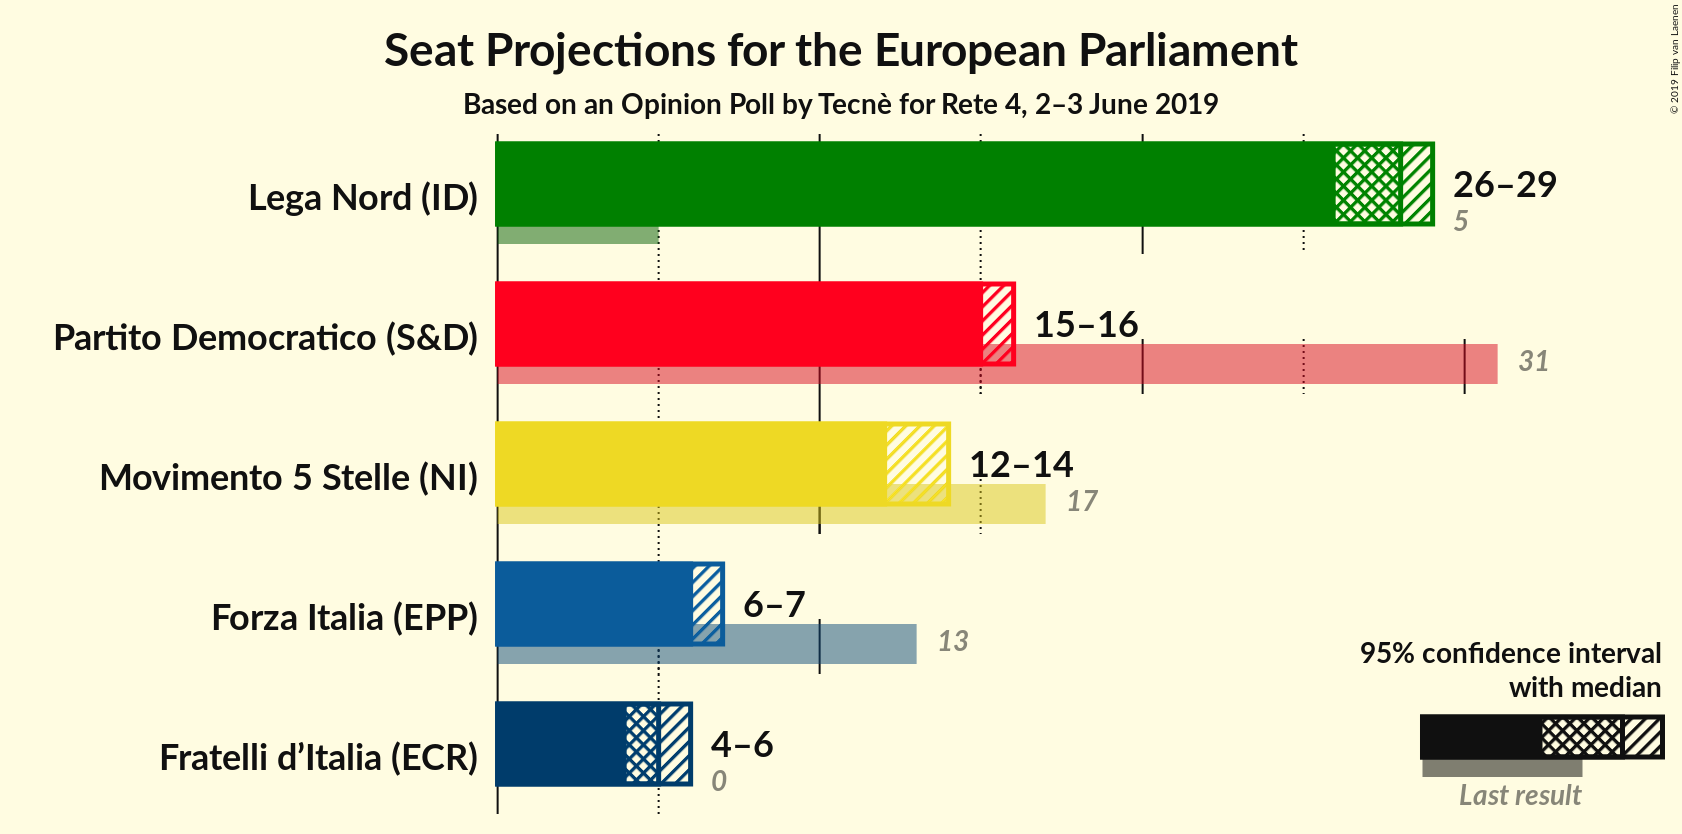 Seat Projections for the European Parliament
Based on an Opinion Poll by Tecnè for Rete 4, 2–3 June 2019
© 2019 Filip van Laenen
Lega Nord (ID)
26–29
5
Partito Democratico (S&D)
15–16
31
Movimento 5 Stelle (NI)
12–14
17
Forza Italia (EPP)
6–7
13
Fratelli d’Italia (ECR)
4–6
0
95% confidence interval
with median
Last result